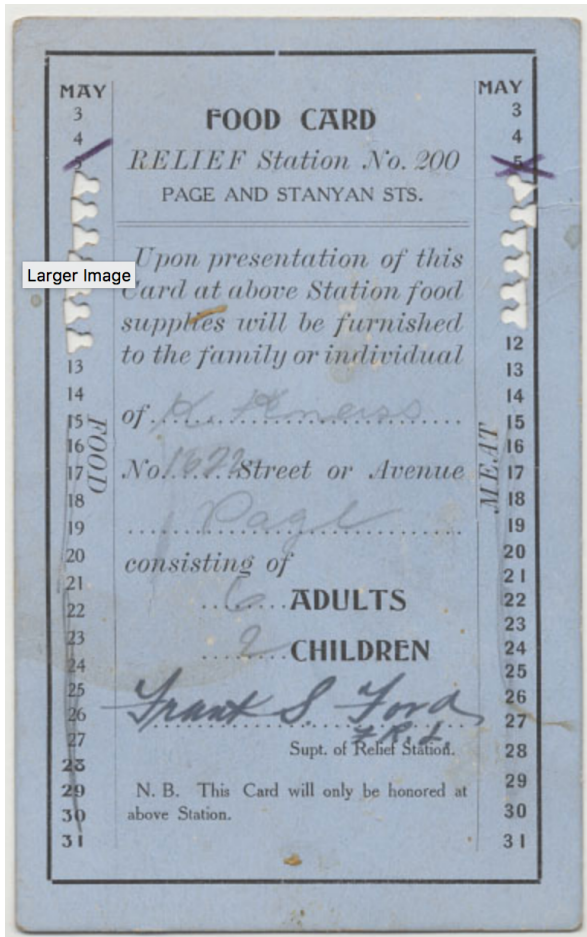 MAY
3
4
5
13
14
15
16
17
18
19
20
21
22
23
24
25
26
27
28
29
30
31
FOOD
FOOD CARD
RELIEF Station No. 200
PAGE AND STANYAN STS.
Upon presentation of this
Card at above Station food
supplies will be furnished
to the family or individual
of K.
No. 1622 Street or Avenue
Page
consisting of
6 ADULTS
2 CHILDREN
Frank S. Ford
Supt. of Relief Station.
N. B. This Card will only be honored at
above Station.
MAY
3
4
5
12
13
14
15
16
17
18
19
20
21
22
23
24
25
26
27
28
29
30
31
MEAT
Larger Image